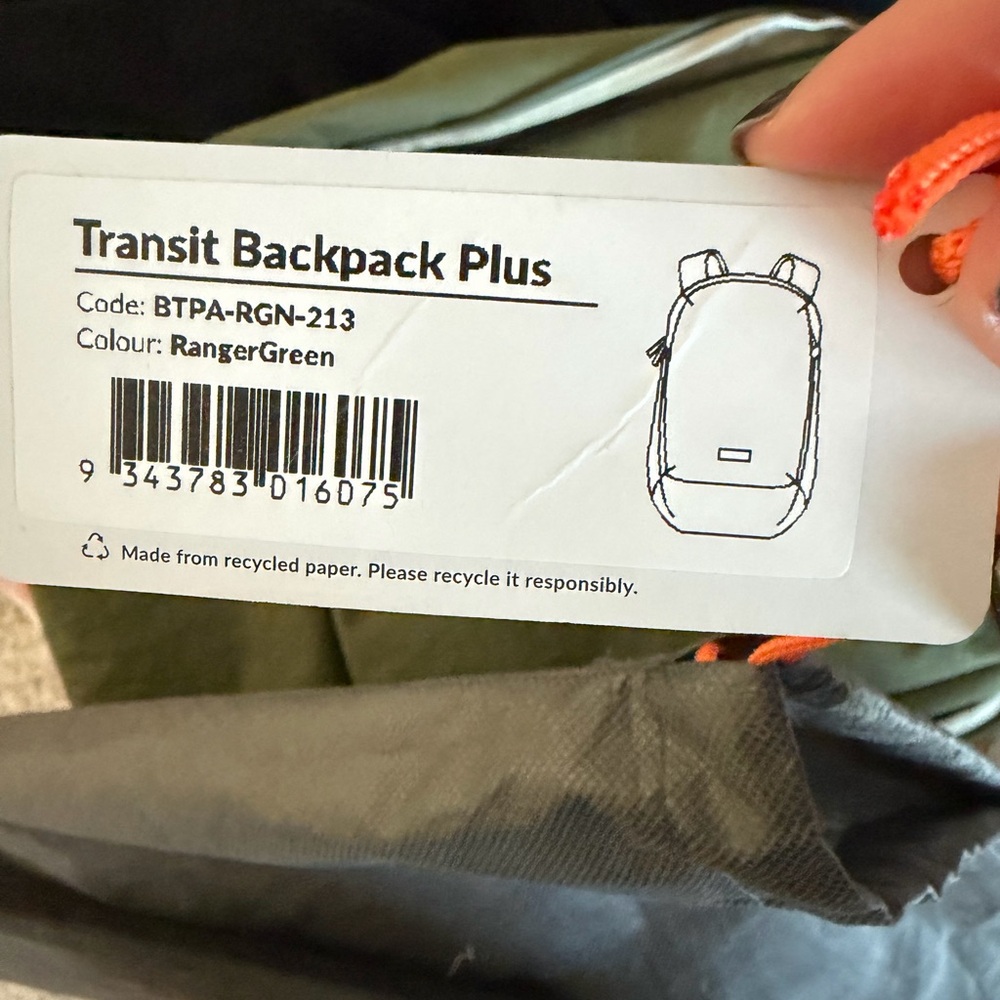 Transit Backpack Plus
Code: BTPA-RGN-213
Colour: RangerGreen
9 343783 016075
Made from recycled paper. Please recycle it responsibly.